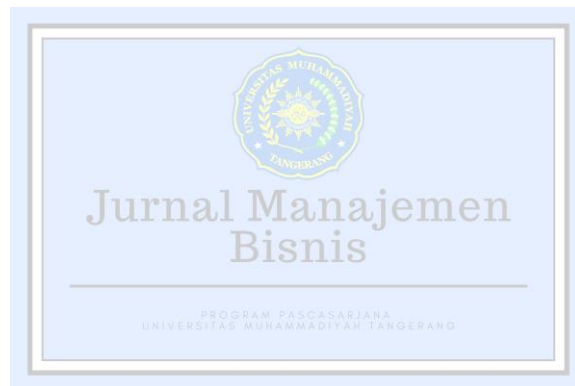 UNIVERSITAS MUHAMMADIYAH
TANGERANG
Jurnal Manajemen
Bisnis
PROGRAM PASCASARJANA
UNIVERSITAS MUHAMMADIYAH TANGERANG